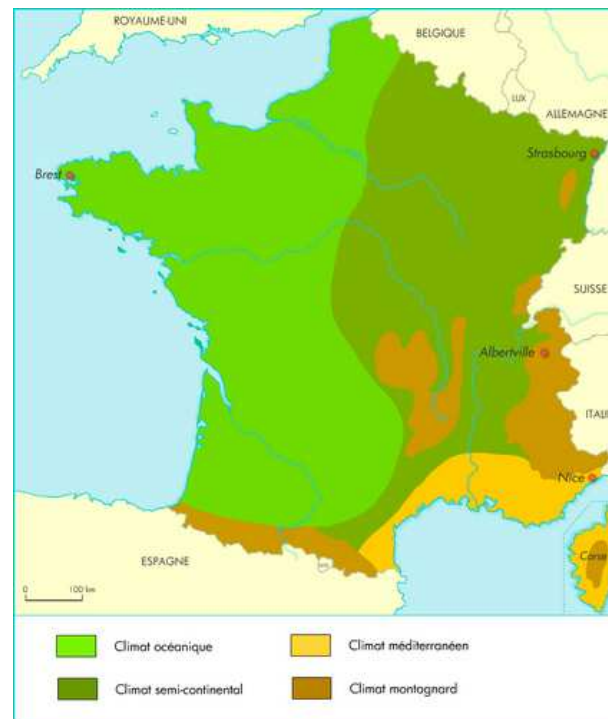 ROYAUME-UNI
BELGIQUE
LUX
ALLEMAGNE
Strasbourg
Brest
SUISSE
Albertville
ITALI
Nice
ESPAGNE
Corse
0 100 km
Climat océanique
Climat méditerranéen
Climat semi-continental
Climat montagnard